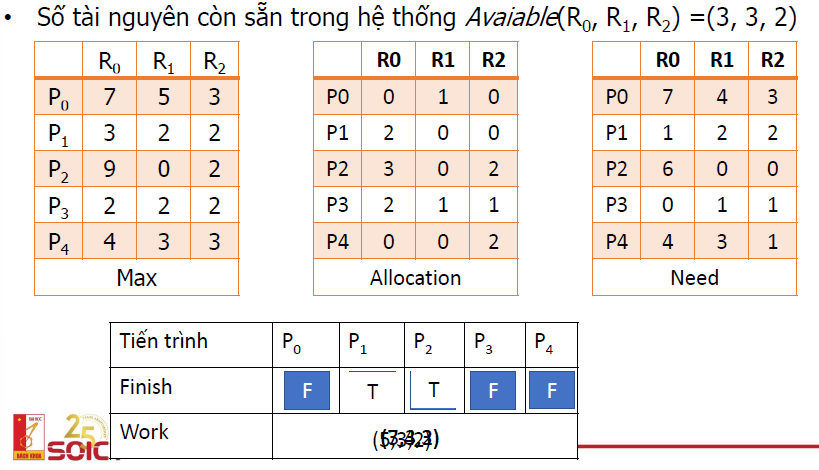 • Số tài nguyên còn sẵn trong hệ thống Avaiable(R0, R1, R2) =(3, 3, 2)
R0 R1 R2
P0 7 5 3
P1 3 2 2
P2 9 0 2
P3 2 2 2
P4 4 3 3
Max
R0 R1 R2
P0 0 1 0
P1 2 0 0
P2 3 0 2
P3 2 1 1
P4 0 0 2
Allocation
R0 R1 R2
P0 7 4 3
P1 1 2 2
P2 6 0 0
P3 0 1 1
P4 4 3 1
Need
Tiến trình P0 P1 P2 P3 P4
Finish F T T F F
Work
BÁCH KHOA
25
SOICT